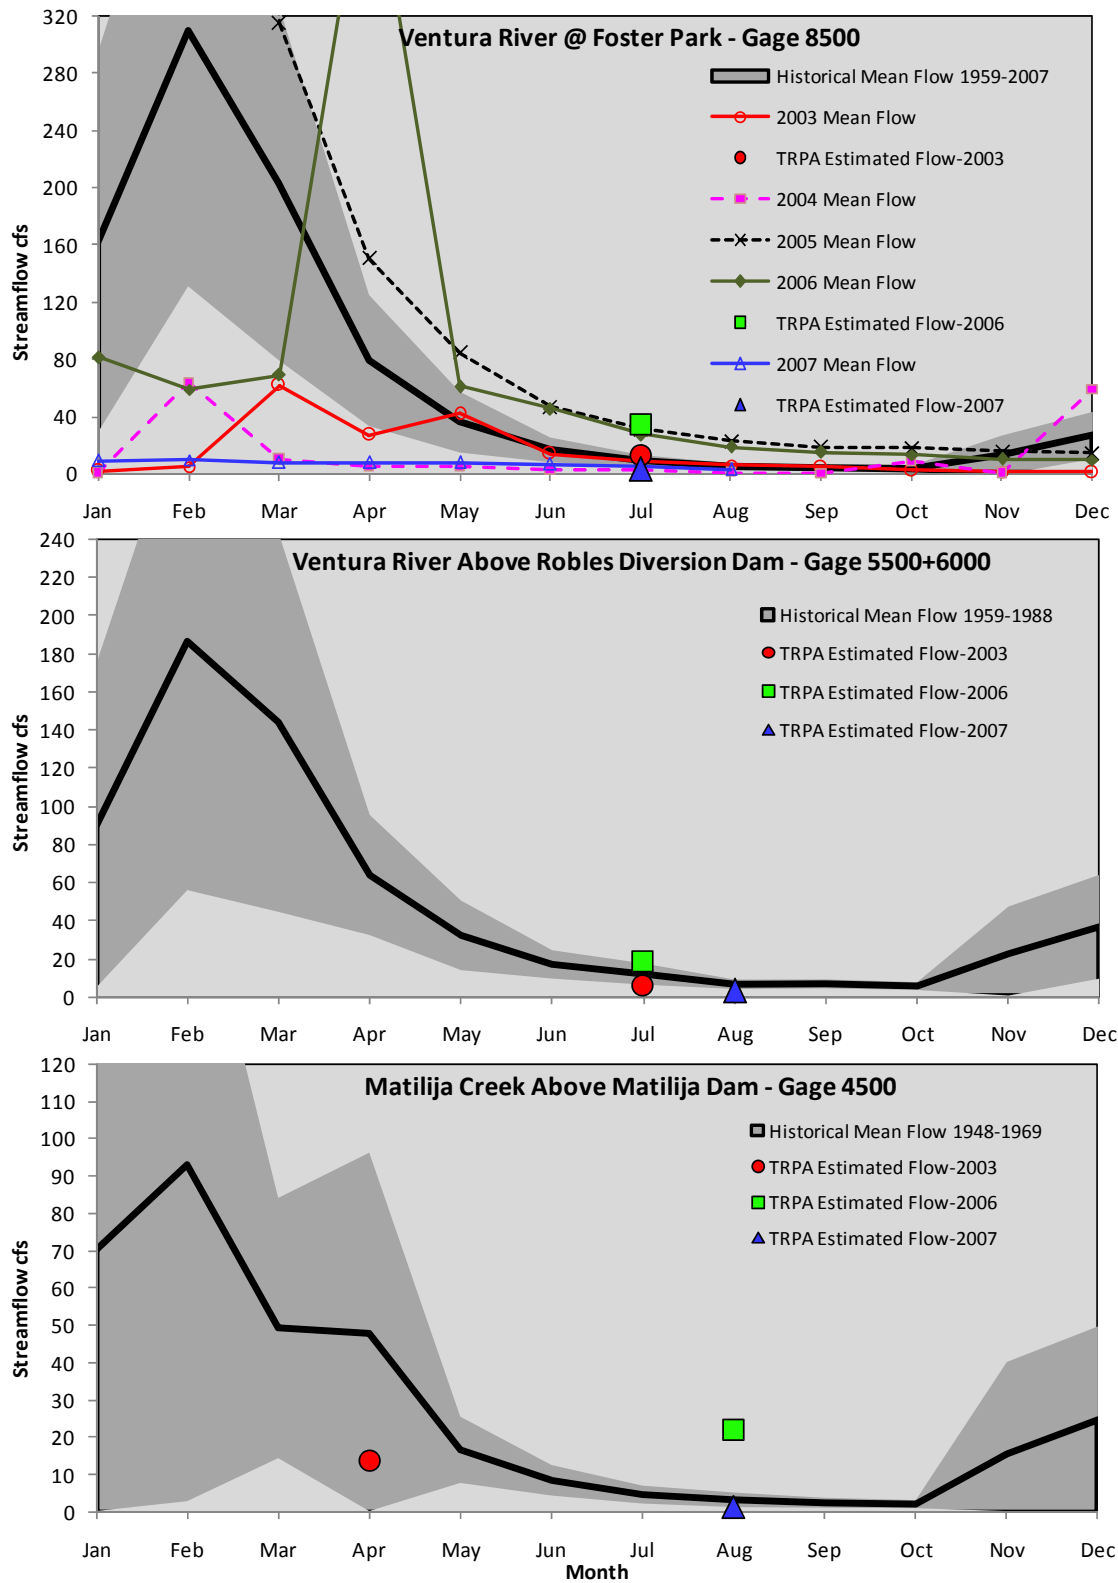 Ventura River @ Foster Park - Gage 8500
Streamflow cfs
320
280
240
200
160
120
80
40
0
Historical Mean Flow 1959-2007
2003 Mean Flow
TRPA Estimated Flow-2003
2004 Mean Flow
2005 Mean Flow
2006 Mean Flow
TRPA Estimated Flow-2006
2007 Mean Flow
TRPA Estimated Flow-2007
Jan Feb Mar Apr May Jun Jul Aug Sep Oct Nov Dec
Ventura River Above Robles Diversion Dam - Gage 5500+6000
Streamflow cfs
240
220
200
180
160
140
120
100
80
60
40
20
0
Historical Mean Flow 1959-1988
TRPA Estimated Flow-2003
TRPA Estimated Flow-2006
TRPA Estimated Flow-2007
Jan Feb Mar Apr May Jun Jul Aug Sep Oct Nov Dec
Matilija Creek Above Matilija Dam - Gage 4500
Streamflow cfs
120
110
100
90
80
70
60
50
40
30
20
10
0
Historical Mean Flow 1948-1969
TRPA Estimated Flow-2003
TRPA Estimated Flow-2006
TRPA Estimated Flow-2007
Jan Feb Mar Apr May Jun Jul Aug Sep Oct Nov Dec
Month